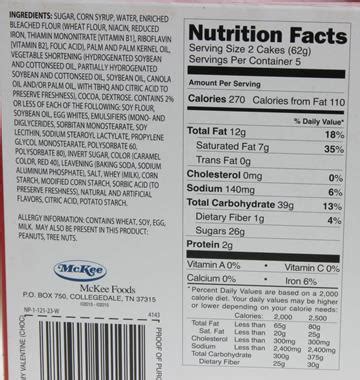 INGREDIENTS: SUGAR, CORN SYRUP, WATER, ENRICHED
BLEACHED FLOUR (WHEAT FLOUR, NIACIN, REDUCED
IRON, THIAMIN MONONITRATE [VITAMIN B1], RIBOFLAVIN
[VITAMIN B2], FOLIC ACID), PALM AND PALM KERNEL OIL,
VEGETABLE SHORTENING (HYDROGENATED SOYBEAN
AND COTTONSEED OIL, PARTIALLY HYDROGENATED
SOYBEAN AND COTTONSEED OIL, SOYBEAN OIL, CANOLA
OIL AND/OR PALM OIL, WITH TBHQ AND CITRIC ACID TO
PRESERVE FRESHNESS), COCOA, DEXTROSE. CONTAINS 2%
OR LESS OF EACH OF THE FOLLOWING: SOY FLOUR,
SOYBEAN OIL, EGG WHITES, EMULSIFIERS (MONO- AND
DIGLYCERIDES, SORBITAN MONOSTEARATE, SOY
LECITHIN, SODIUM STEAROYL LACTYLATE, PROPYLENE
GLYCOL MONOSTEARATE, POLYSORBATE 60,
POLYSORBATE 80), INVERT SUGAR, COLOR (CARAMEL
COLOR, RED 40), LEAVENING (BAKING SODA, SODIUM
ALUMINUM PHOSPHATE), SALT, WHEY (MILK), CORN
STARCH, MODIFIED CORN STARCH, SORBIC ACID (TO
PRESERVE FRESHNESS), NATURAL AND ARTIFICIAL
FLAVORS, CITRIC ACID, POTATO STARCH.
ALLERGY INFORMATION: CONTAINS WHEAT, SOY, EGG,
MILK. MAY ALSO BE PRESENT IN THIS PRODUCT:
PEANUTS, TREE NUTS.
McKee
McKee Foods
P.O. BOX 750, COLLEGEDALE, TN 37315
NP-1-121-23-W
4143
MY VALENTINE CHOC
PROOF OF PURC
Nutrition Facts
Serving Size 2 Cakes (62g)
Servings Per Container 5
Amount Per Serving
Calories 270 Calories from Fat 110
% Daily Value*
Total Fat 12g 18%
Saturated Fat 7g 35%
Trans Fat 0g
Cholesterol 0mg 0%
Sodium 140mg 6%
Total Carbohydrate 39g 13%
Dietary Fiber 1g 4%
Sugars 26g
Protein 2g
Vitamin A 0% • Vitamin C 0%
Calcium 0% • Iron 6%
* Percent Daily Values are based on a 2,000
calorie diet. Your daily values may be higher
or lower depending on your calorie needs:
Calories: 2,000 2,500
Total Fat Less than 65g 80g
Sat. Fat Less than 20g 25g
Cholesterol Less than 300mg 300mg
Sodium Less than 2,400mg 2,400mg
Total Carbohydrate 300g 375g
Dietary Fiber 25g 30g